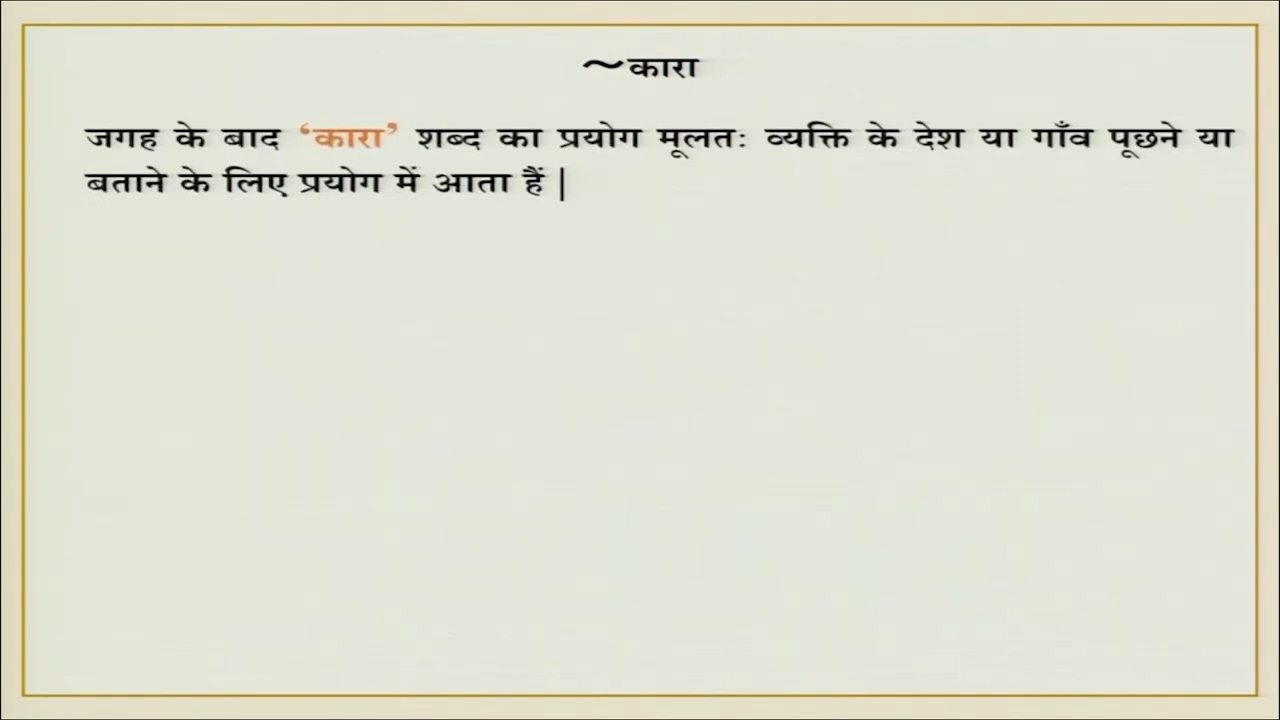 ~कारा
जगह के बाद ‘कारा’ शब्द का प्रयोग मूलतः व्यक्ति के देश या गाँव पूछने या
बताने के लिए प्रयोग में आता हैं |